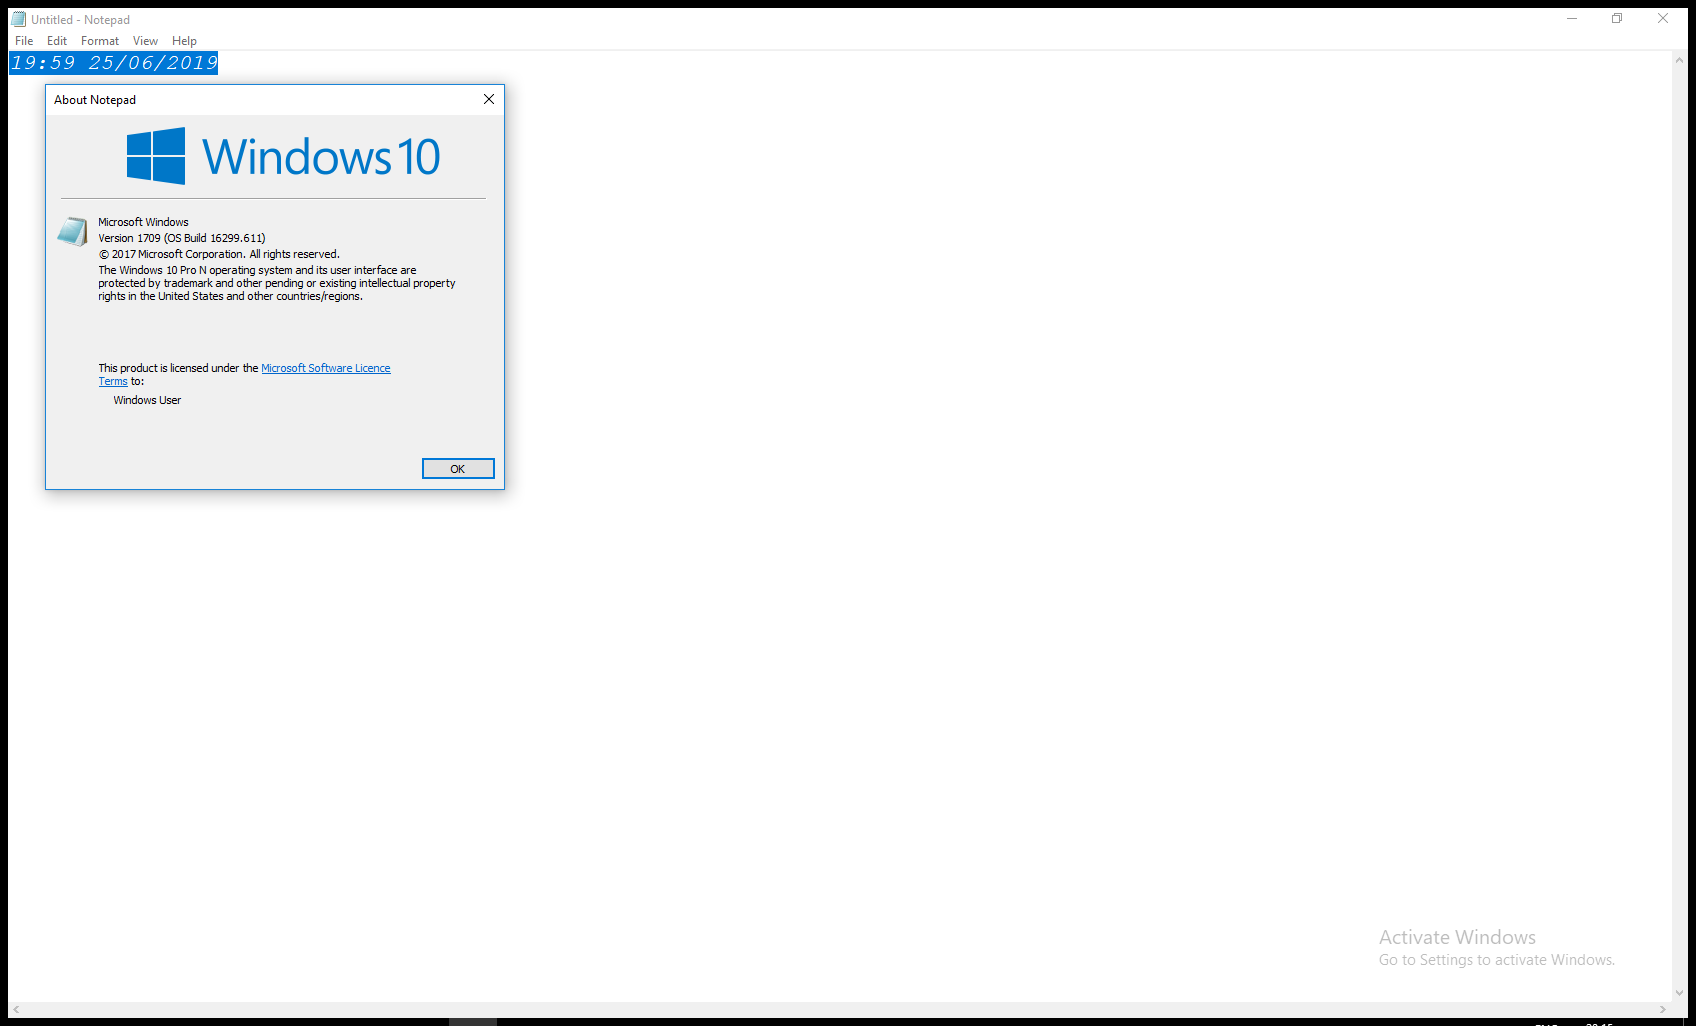 Untitled - Notepad
File Edit Format View Help
19:59 25/06/2019
About Notepad
Windows 10
Microsoft Windows
Version 1709 (OS Build 16299.611)
© 2017 Microsoft Corporation. All rights reserved.
The Windows 10 Pro N operating system and its user interface are
protected by trademark and other pending or existing intellectual property
rights in the United States and other countries/regions.
This product is licensed under the Microsoft Software Licence
Terms to:
Windows User
OK
Activate Windows
Go to Settings to activate Windows.